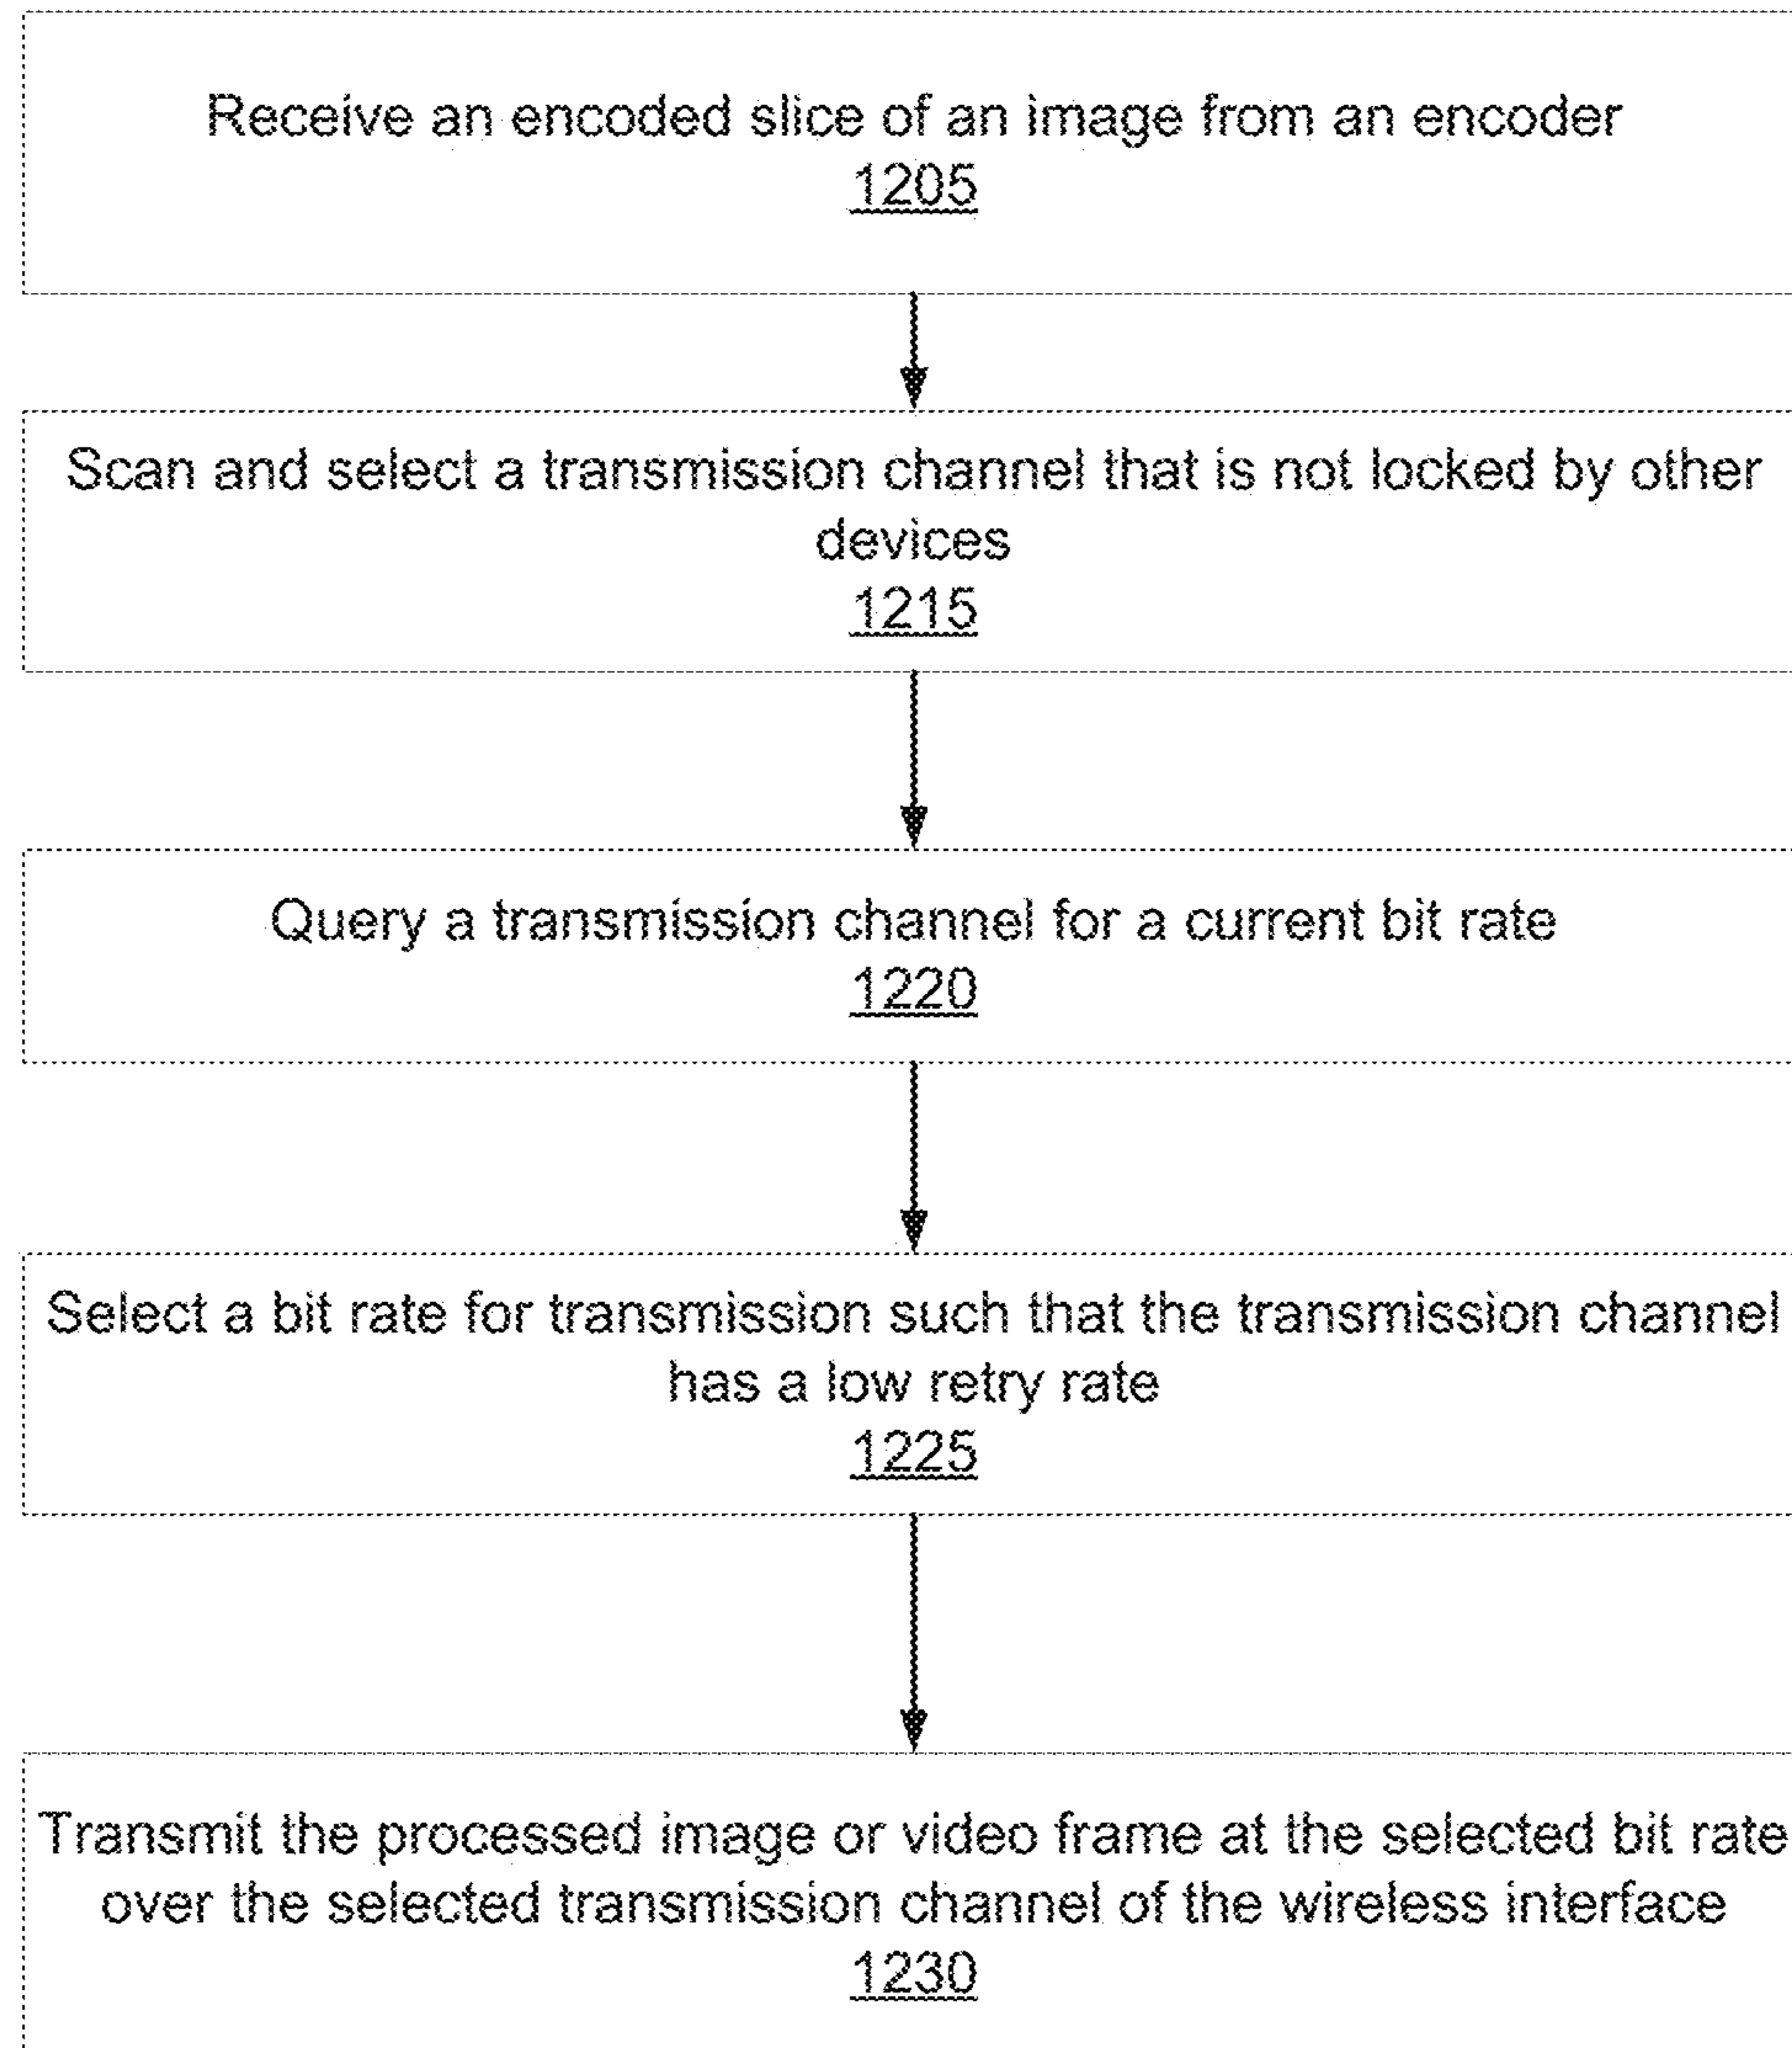 Receive an encoded slice of an image from an encoder
1205
Scan and select a transmission channel that is not locked by other
devices
1215
Query a transmission channel for a current bit rate
1220
Select a bit rate for transmission such that the transmission channel
has a low retry rate
1225
Transmit the processed image or video frame at the selected bit rate
over the selected transmission channel of the wireless interface
1230